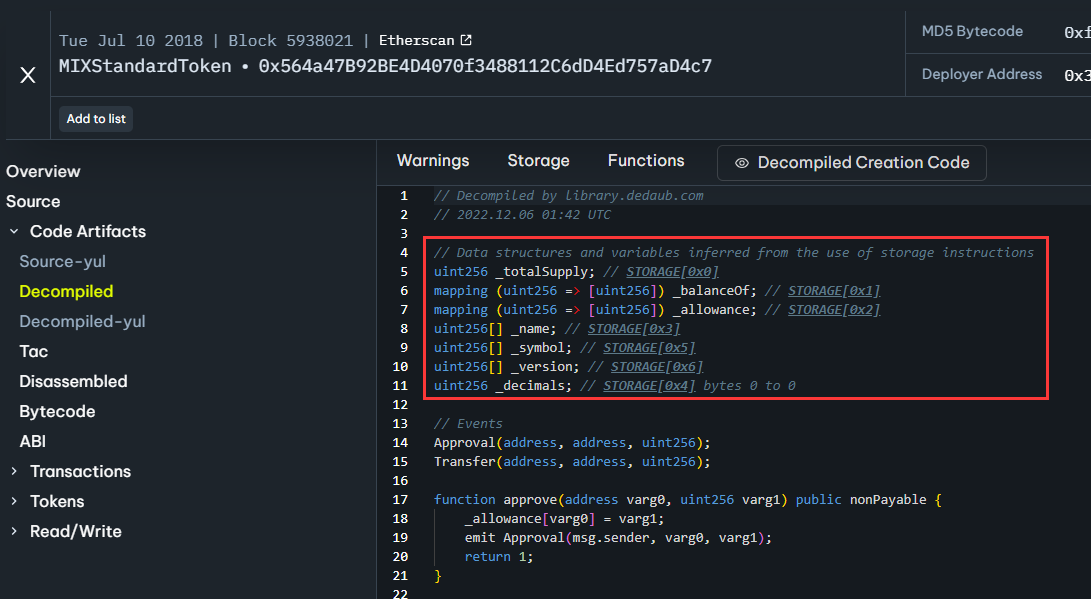 Tue Jul 10 2018 | Block 5938021 | Etherscan
MIXStandardToken • 0x564a47B92BE4D4070f3488112C6dD4Ed757aD4c7
MD5 Bytecode
0xf
Deployer Address
0x3
X
Add to list
Overview
Source
Code Artifacts
Source-yul
Decompiled
Decompiled-yul
Tac
Disassembled
Bytecode
ABI
Transactions
Tokens
Read/Write
Warnings Storage Functions Decompiled Creation Code
1 // Decompiled by library.dedaub.com
2 // 2022.12.06 01:42 UTC
3
4 // Data structures and variables inferred from the use of storage instructions
5 uint256 _totalSupply; // STORAGE[0x0]
6 mapping (uint256 => [uint256]) _balanceOf; // STORAGE[0x1]
7 mapping (uint256 => [uint256]) _allowance; // STORAGE[0x2]
8 uint256[] _name; // STORAGE[0x3]
9 uint256[] _symbol; // STORAGE[0x5]
10 uint256[] _version; // STORAGE[0x6]
11 uint256 _decimals; // STORAGE[0x4] bytes 0 to 0
12
13 // Events
14 Approval(address, address, uint256);
15 Transfer(address, address, uint256);
16
17 function approve(address varg0, uint256 varg1) public nonPayable {
18 _allowance[varg0] = varg1;
19 emit Approval(msg.sender, varg0, varg1);
20 return 1;
21 }
22